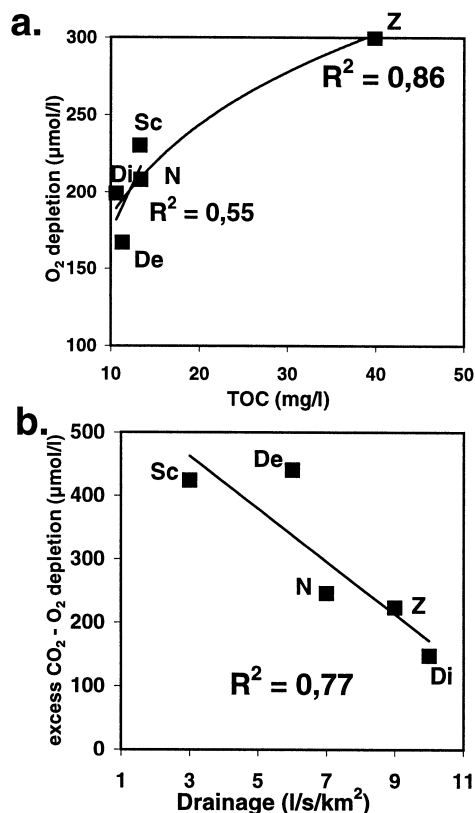 a.
O₂ depletion (µmol/l)
300
250
200
150
100
Z
R² = 0,86
Sc
Di
N
R² = 0,55
De
10
20
30
40
50
TOC (mg/l)
b.
excess CO₂ - O₂ depletion (µmol/l)
500
400
300
200
100
0
Sc
De
N
Z
Di
R² = 0,77
1
3
5
7
9
11
Drainage (l/s/km²)